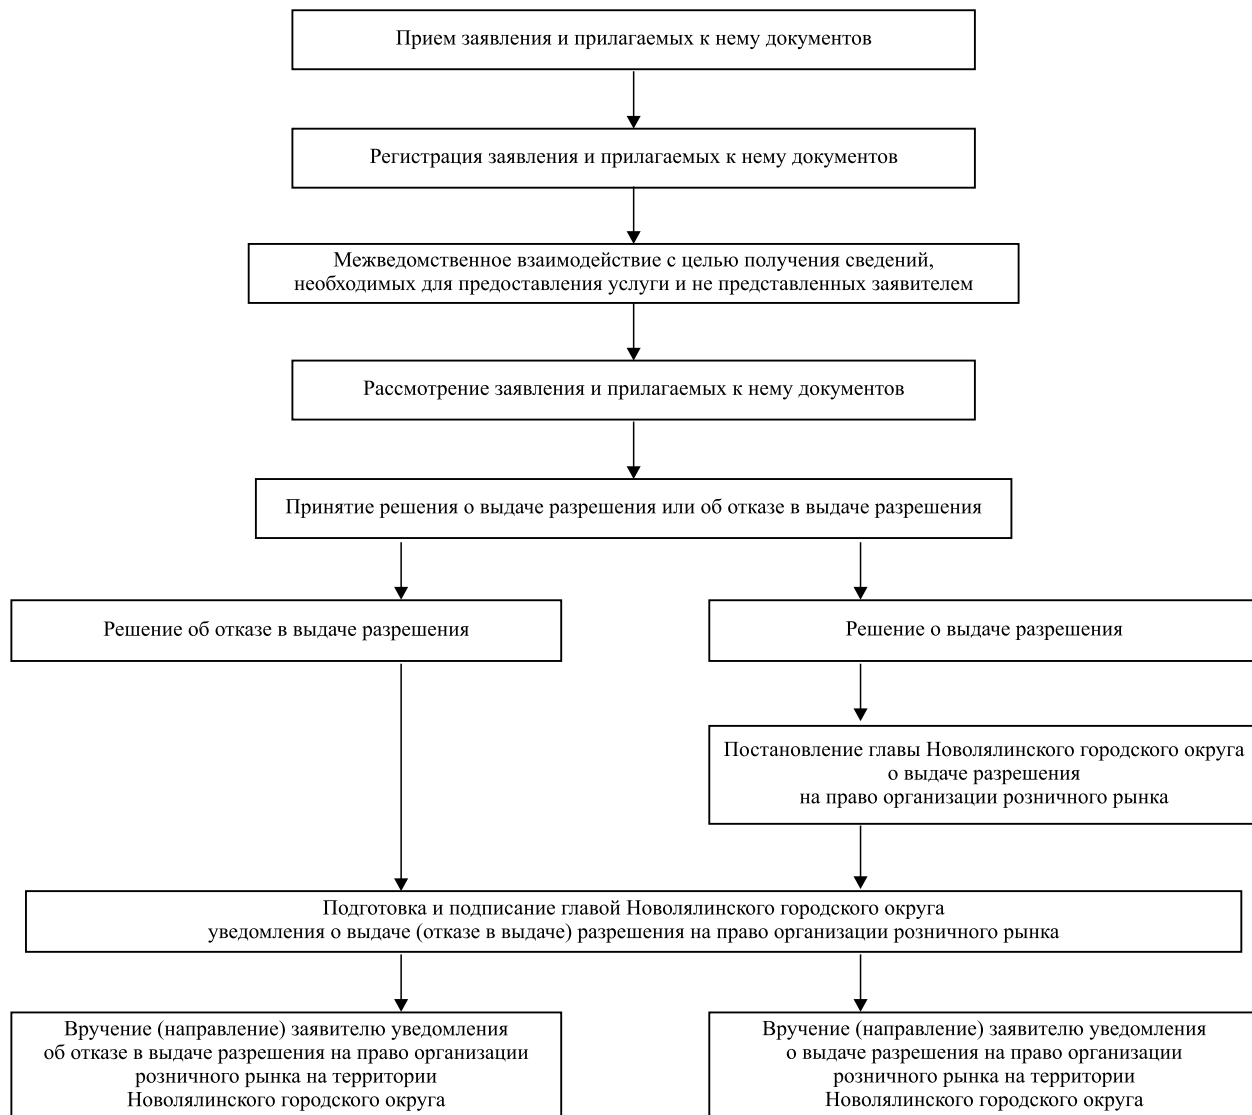 Прием заявления и прилагаемых к нему документов
Регистрация заявления и прилагаемых к нему документов
Межведомственное взаимодействие с целью получения сведений,
необходимых для предоставления услуги и не представленных заявителем
Рассмотрение заявления и прилагаемых к нему документов
Принятие решения о выдаче разрешения или об отказе в выдаче разрешения
Решение об отказе в выдаче разрешения
Решение о выдаче разрешения
Постановление главы Новолялинского городского округа
о выдаче разрешения
на право организации розничного рынка
Подготовка и подписание главой Новолялинского городского округа
уведомления о выдаче (отказе в выдаче) разрешения на право организации розничного рынка
Вручение (направление) заявителю уведомления
об отказе в выдаче разрешения на право организации
розничного рынка на территории
Новолялинского городского округа
Вручение (направление) заявителю уведомления
о выдаче разрешения на право организации
розничного рынка на территории
Новолялинского городского округа